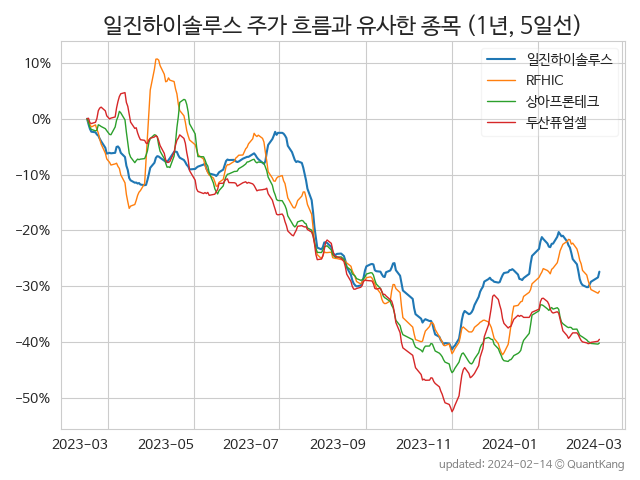 일진하이솔루스 주가 흐름과 유사한 종목 (1년, 5일선)
일진하이솔루스
RFHIC
상아프론테크
두산퓨얼셀
10%
0%
−10%
−20%
−30%
−40%
−50%
2023-03 2023-05 2023-07 2023-09 2023-11 2024-01 2024-03
updated: 2024-02-14 © QuantKang